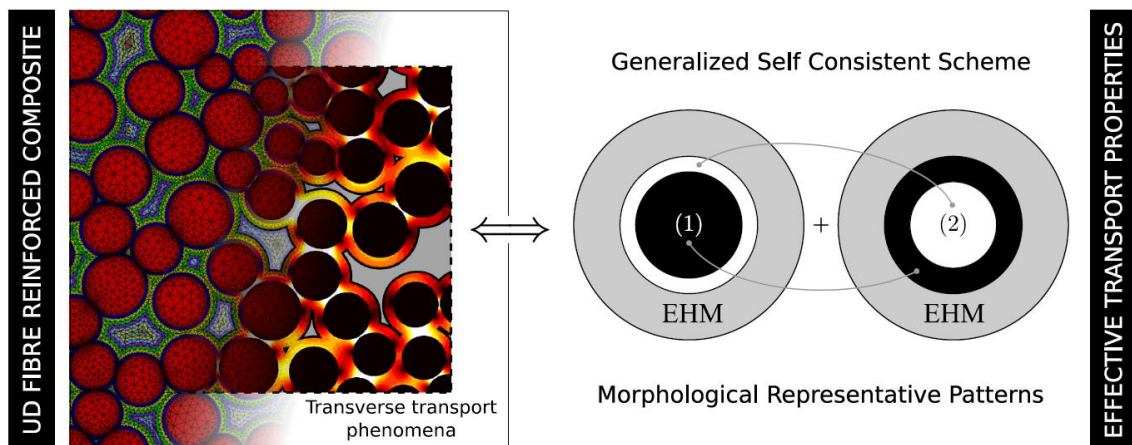 UD FIBRE REINFORCED COMPOSITE
Transverse transport
phenomena
Generalized Self Consistent Scheme
(1)
+
(2)
EHM
EHM
Morphological Representative Patterns
EFFECTIVE TRANSPORT PROPERTIES